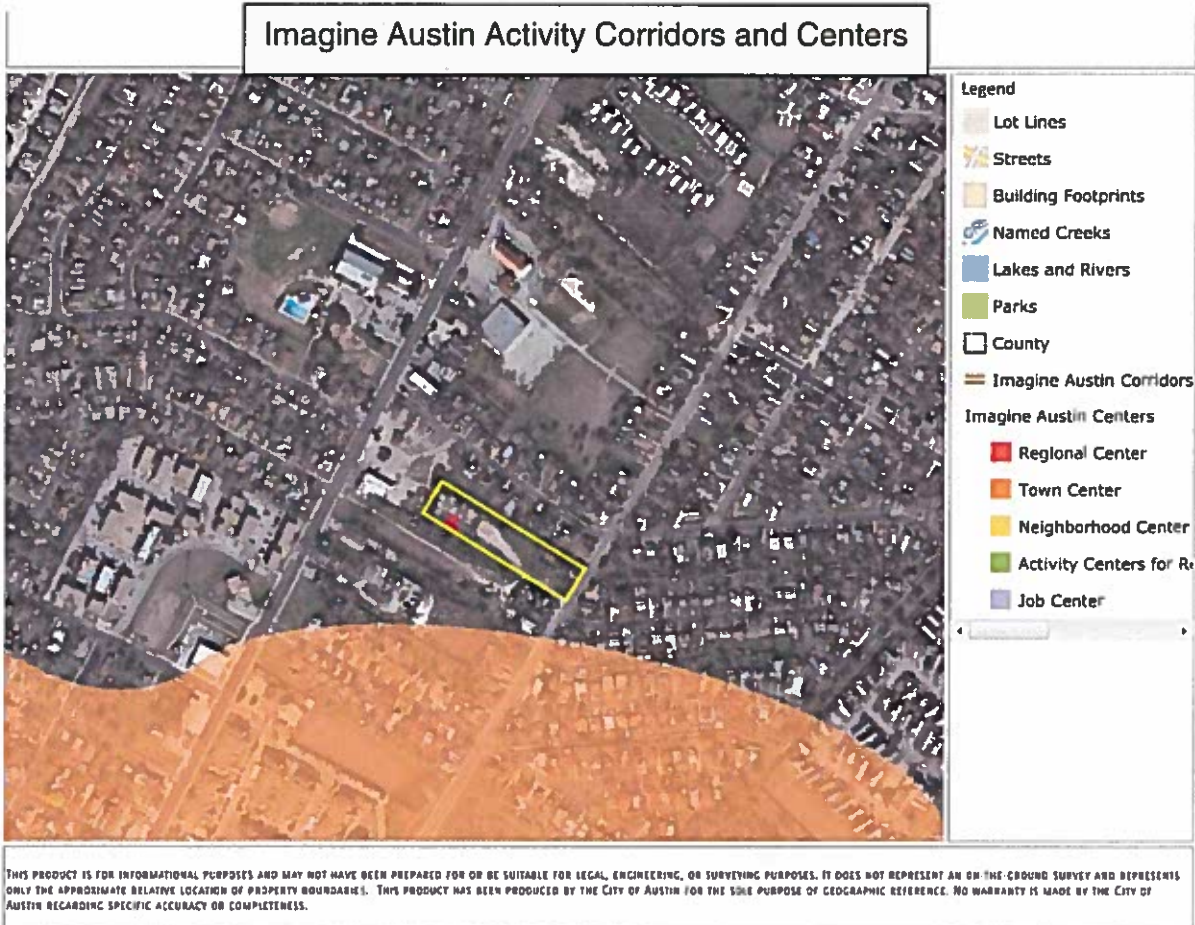 Imagine Austin Activity Corridors and Centers
Legend
Lot Lines
Streets
Building Footprints
Named Creeks
Lakes and Rivers
Parks
County
Imagine Austin Corridors
Imagine Austin Centers
Regional Center
Town Center
Neighborhood Center
Activity Centers for Re
Job Center
THIS PRODUCT IS FOR INFORMATIONAL PURPOSES AND MAY NOT HAVE BEEN PREPARED FOR OR BE SUITABLE FOR LEGAL, ENGINEERING, OR SURVEYING PURPOSES. IT DOES NOT REPRESENT AN ON-THE-GROUND SURVEY AND REPRESENTS
ONLY THE APPROXIMATE RELATIVE LOCATION OF PROPERTY BOUNDARIES. THIS PRODUCT HAS BEEN PRODUCED BY THE CITY OF AUSTIN FOR THE SOLE PURPOSE OF GEOGRAPHIC REFERENCE. NO WARRANTY IS MADE BY THE CITY OF
AUSTIN REGARDING SPECIFIC ACCURACY OR COMPLETENESS.